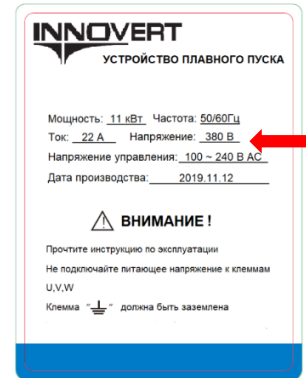 INNOVERT
УСТРОЙСТВО ПЛАВНОГО ПУСКА
Мощность: 11 кВт Частота: 50/60Гц
Ток: 22 А Напряжение: 380 В
Напряжение управления: 100 ~ 240 В АС
Дата производства: 2019.11.12
ВНИМАНИЕ !
Прочтите инструкцию по эксплуатации
Не подключайте питающее напряжение к клеммам
U,V,W
Клемма “⏚” должна быть заземлена